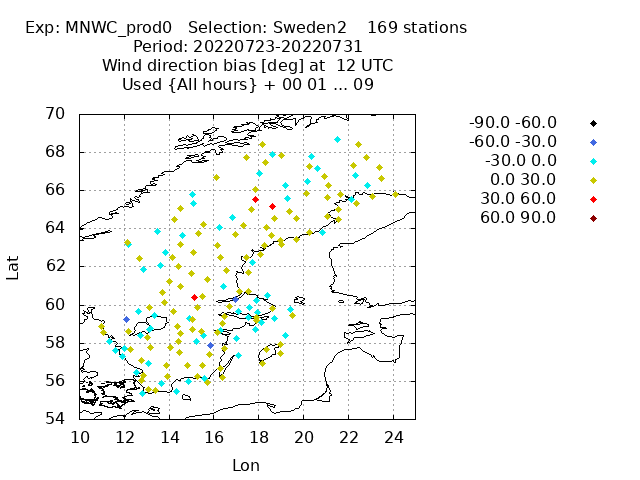 Exp: MNWC_prod0   Selection: Sweden2    169 stations
Period: 20220723-20220731
Wind direction bias [deg] at  12 UTC
Used {All hours} + 00 01 ... 09
-90.0 -60.0
-60.0 -30.0
-30.0 0.0
0.0 30.0
30.0 60.0
60.0 90.0
Lat
70
68
66
64
62
60
58
56
54
10 12 14 16 18 20 22 24
Lon